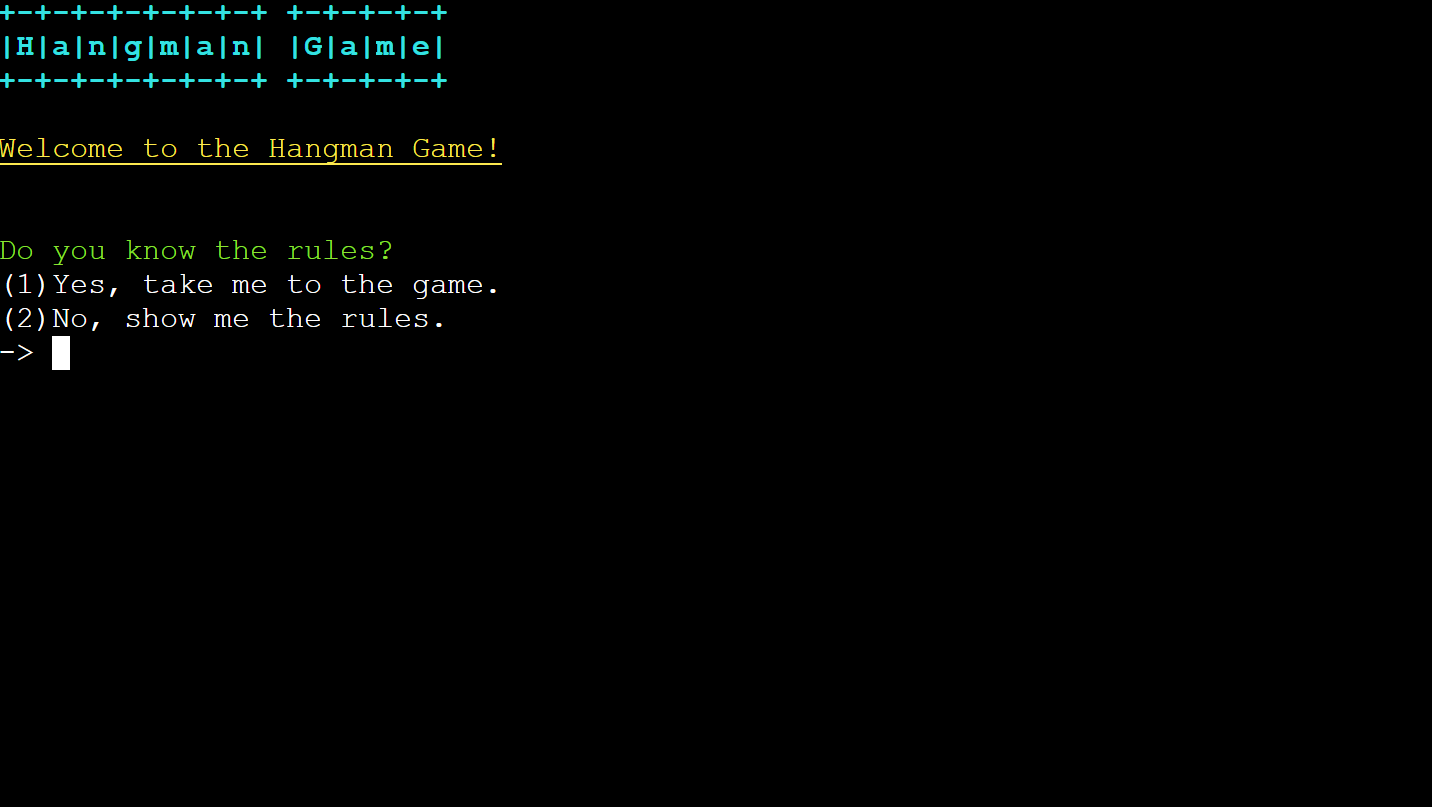 +-+-+-+-+-+-+-+ +-+-+-+-+
|H|a|n|g|m|a|n| |G|a|m|e|
+-+-+-+-+-+-+-+ +-+-+-+-+
Welcome to the Hangman Game!
Do you know the rules?
(1)Yes, take me to the game.
(2)No, show me the rules.
->